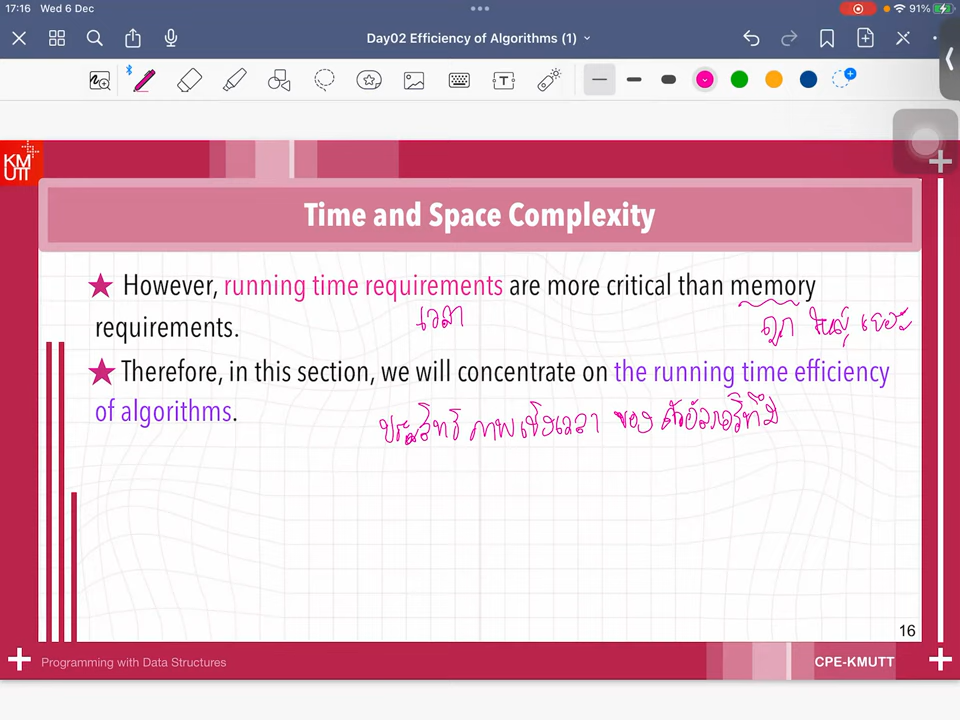 17:16 Wed 6 Dec
91%
Day02 Efficiency of Algorithms (1)
KM
UTT
Time and Space Complexity
However, running time requirements are more critical than memory
เวลา
ถูก ใหญ่ เยอะ
requirements.
Therefore, in this section, we will concentrate on the running time efficiency
of algorithms.
ประสิทธิ ภาพเชิงเวลา ของ ตัวอัลกอริทึม
16
Programming with Data Structures
CPE-KMUTT